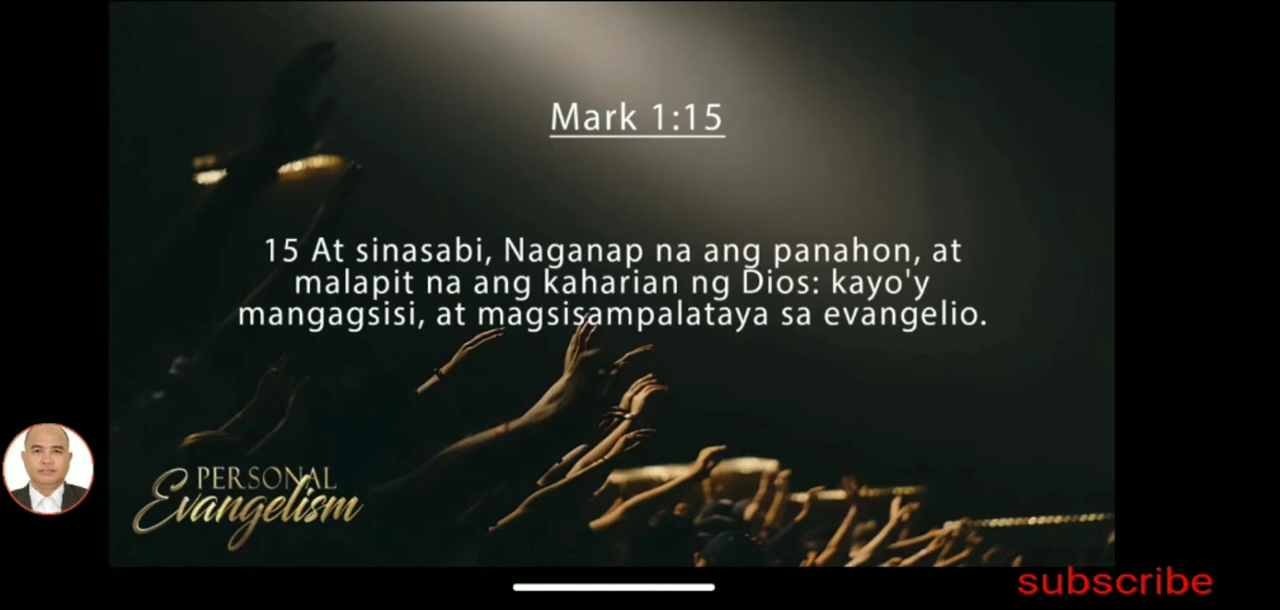 Mark 1:15
15 At sinasabi, Naganap na ang panahon, at
malapit na ang kaharian ng Dios: kayo'y
mangagsisi, at magsisampalataya sa evangelio.
PERSONAL
Evangelism
subscribe